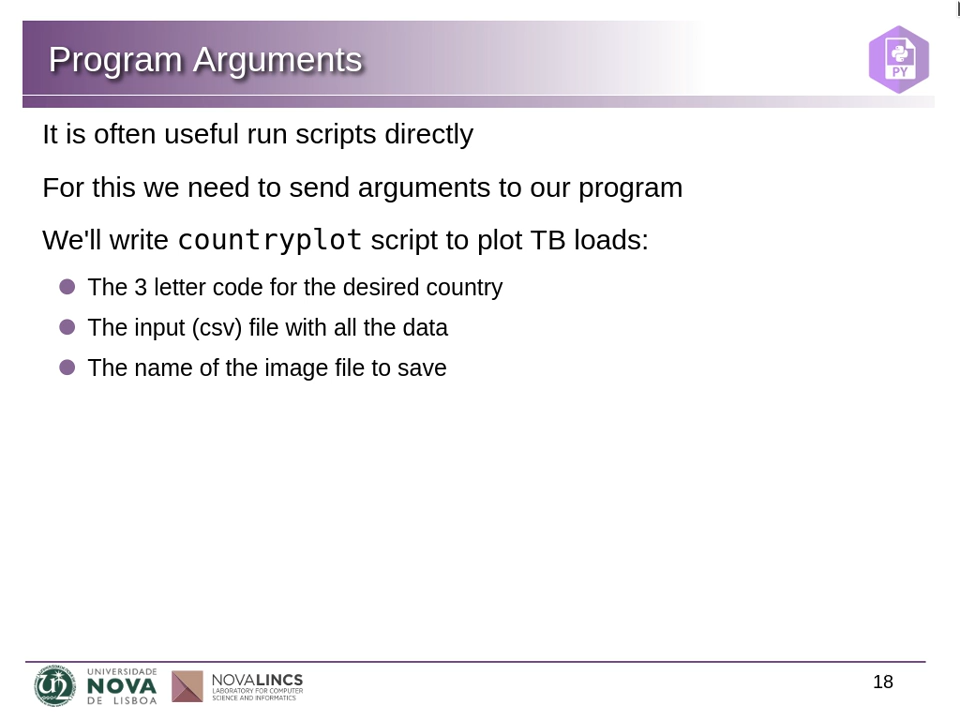 Program Arguments
PY
It is often useful run scripts directly
For this we need to send arguments to our program
We'll write countryplot script to plot TB loads:
The 3 letter code for the desired country
The input (csv) file with all the data
The name of the image file to save
UNIVERSIDADE
NOVA
DE LISBOA
NOVALINCS
LABORATORY FOR COMPUTER
SCIENCE AND INFORMATICS
18